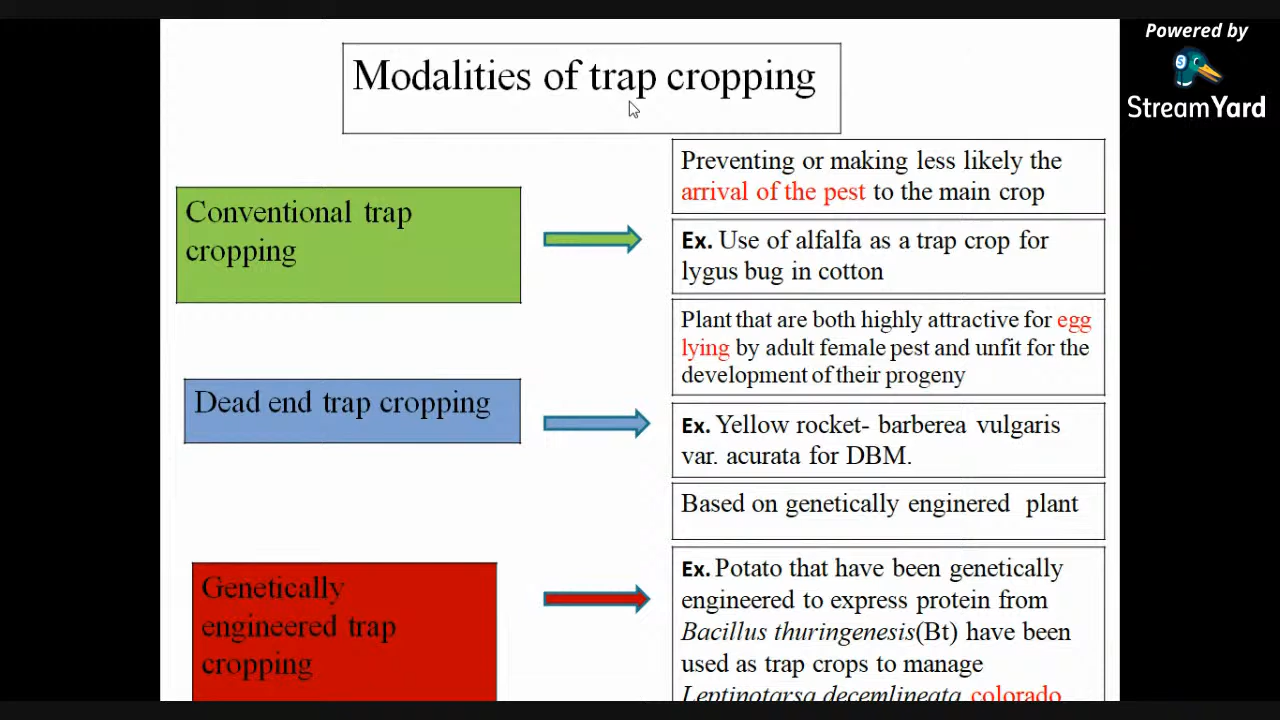 Powered by
StreamYard
Modalities of trap cropping
Conventional trap
cropping
Preventing or making less likely the
arrival of the pest to the main crop
Ex. Use of alfalfa as a trap crop for
lygus bug in cotton
Dead end trap cropping
Plant that are both highly attractive for egg
lying by adult female pest and unfit for the
development of their progeny
Ex. Yellow rocket- barberea vulgaris
var. acurata for DBM.
Genetically
engineered trap
cropping
Based on genetically enginered plant
Ex. Potato that have been genetically
engineered to express protein from
Bacillus thuringenesis(Bt) have been
used as trap crops to manage
Leptinotarsa decemlineata colorado